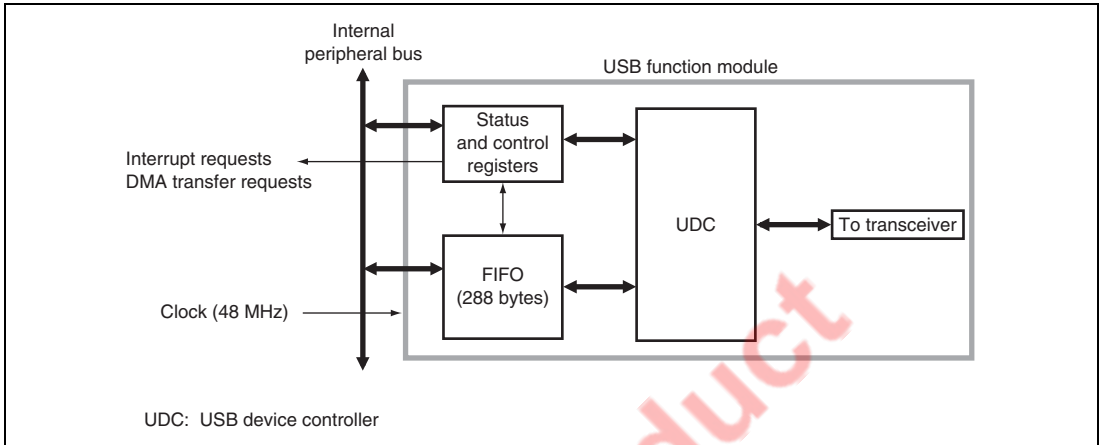 Internal
peripheral bus
USB function module
Status
and control
registers
Interrupt requests
DMA transfer requests
UDC
To transceiver
FIFO
(288 bytes)
Clock (48 MHz)
UDC: USB device controller
duct